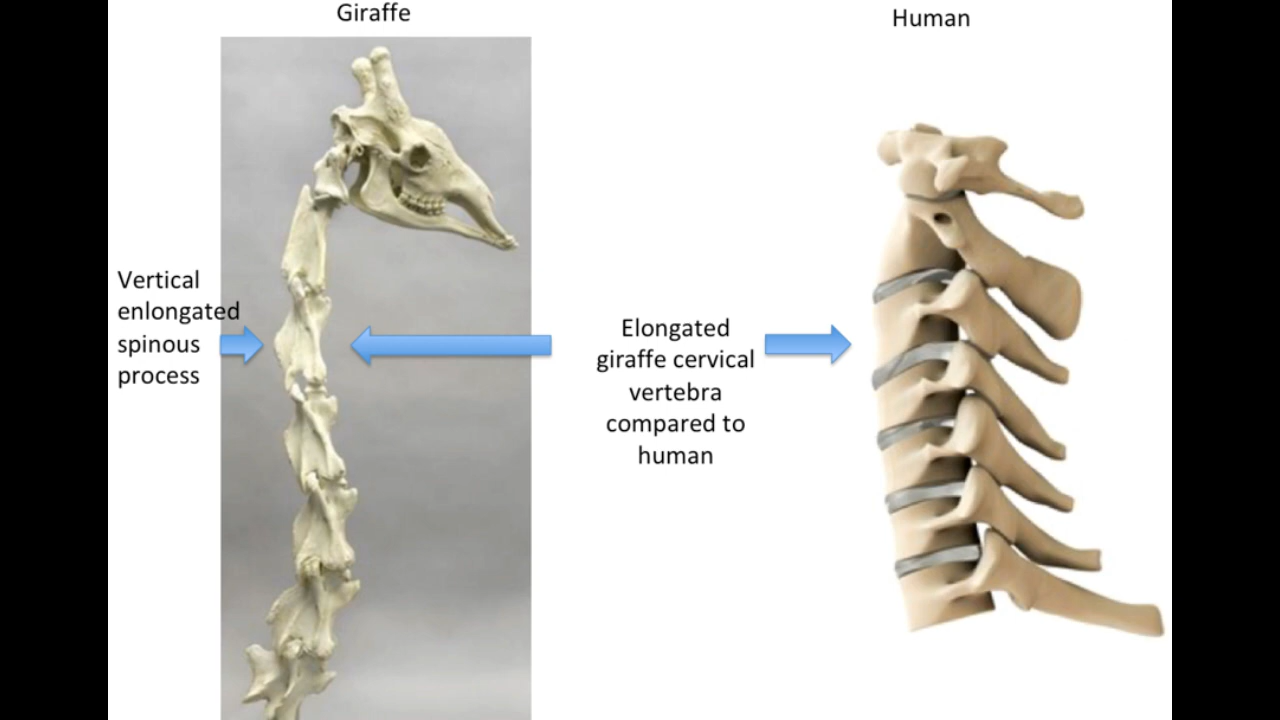 Giraffe
Human
Vertical
enlongated
spinous
process
Elongated
giraffe cervical
vertebra
compared to
human